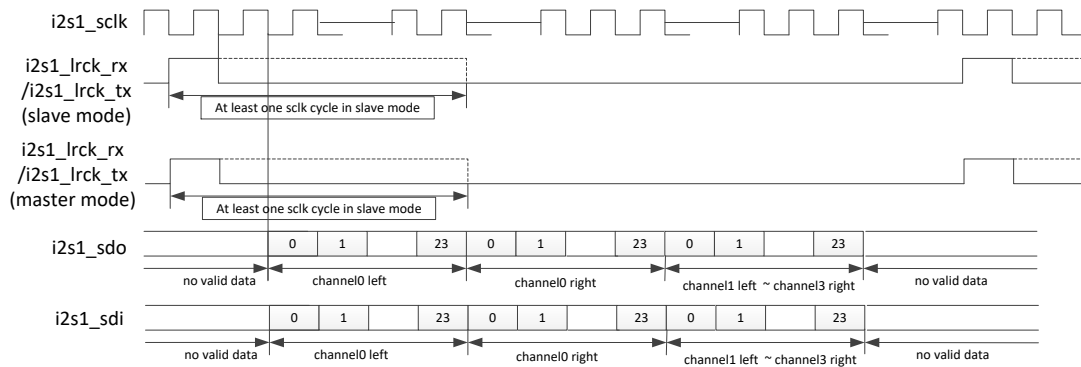 i2s1_sclk
i2s1_lrck_rx
/i2s1_lrck_tx
(slave mode)
At least one sclk cycle in slave mode
i2s1_lrck_rx
/i2s1_lrck_tx
(master mode)
At least one sclk cycle in slave mode
i2s1_sdo
0 1 23 0 1 23 0 1 23
no valid data channel0 left channel0 right channel1 left ~ channel3 right no valid data
i2s1_sdi
0 1 23 0 1 23 0 1 23
no valid data channel0 left channel0 right channel1 left ~ channel3 right no valid data